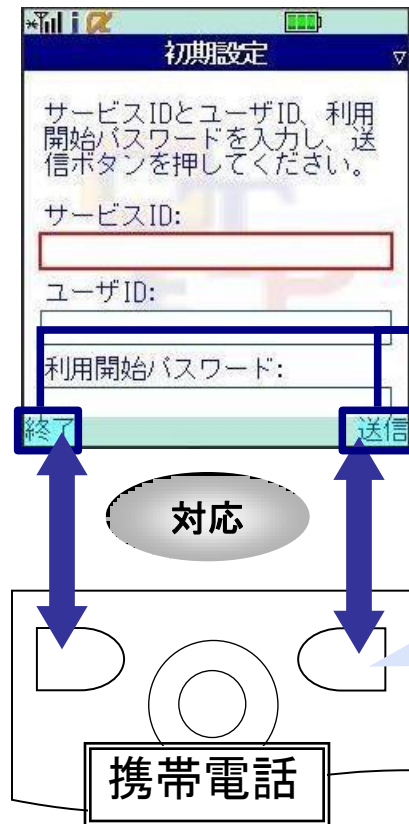 初期設定
サービスIDとユーザID、利用
開始パスワードを入力し、送
信ボタンを押してください。
サービスID:
ユーザID:
利用開始パスワード:
終了
送信
対応
携帯電話